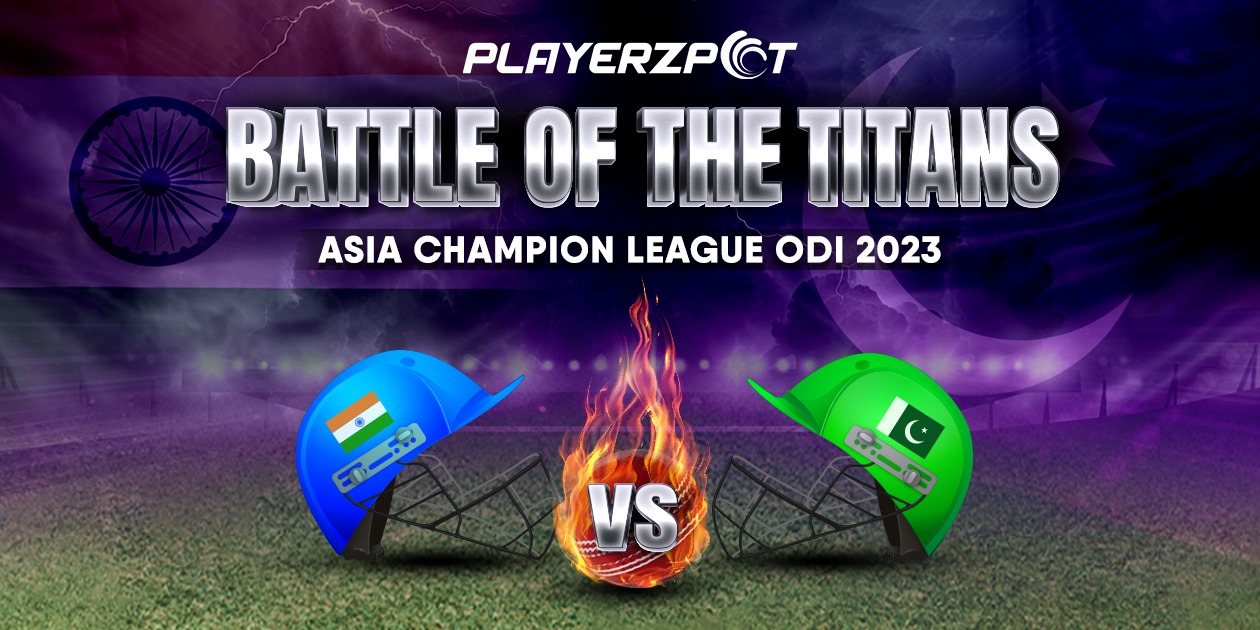 PLAYERZPOT
BATTLE OF THE TITANS
ASIA CHAMPION LEAGUE ODI 2023
VS